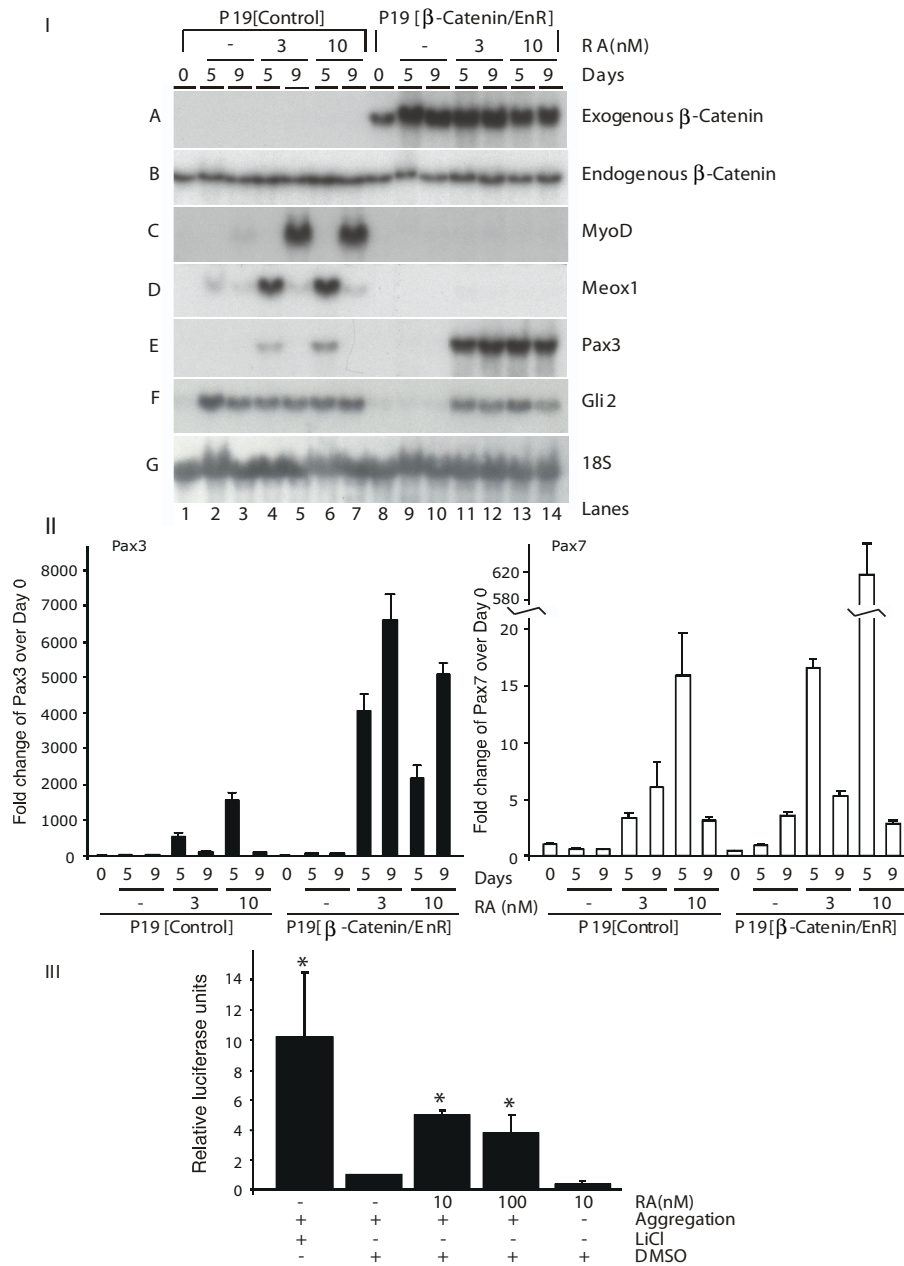 I
P19[Control] P19 [β-Catenin/EnR]
- 3 10 - 3 10 RA(nM)
0 5 9 5 9 5 9 0 5 9 5 9 5 9 Days
A Exogenous β-Catenin
B Endogenous β-Catenin
C MyoD
D Meox1
E Pax3
F Gli2
G 18S
1 2 3 4 5 6 7 8 9 10 11 12 13 14 Lanes
II
Pax3
Fold change of Pax3 over Day 0
8000
7000
6000
5000
4000
3000
2000
1000
0
0 5 9 5 9 5 9 0 5 9 5 9 5 9
- 3 10 - 3 10
P19 [Control] P19[β-Catenin/EnR]
Pax7
Fold change of Pax7 over Day 0
620
580
20
15
10
5
0
Days 0 5 9 5 9 5 9 0 5 9 5 9 5 9
RA (nM) - 3 10 - 3 10
P19[Control] P19[β-Catenin/EnR]
III
Relative luciferase units
14
12
10
8
6
4
2
0
* * *
- - 10 100 10 RA(nM)
+ + + + - Aggregation
+ - - - - LiCl
- + + + + DMSO